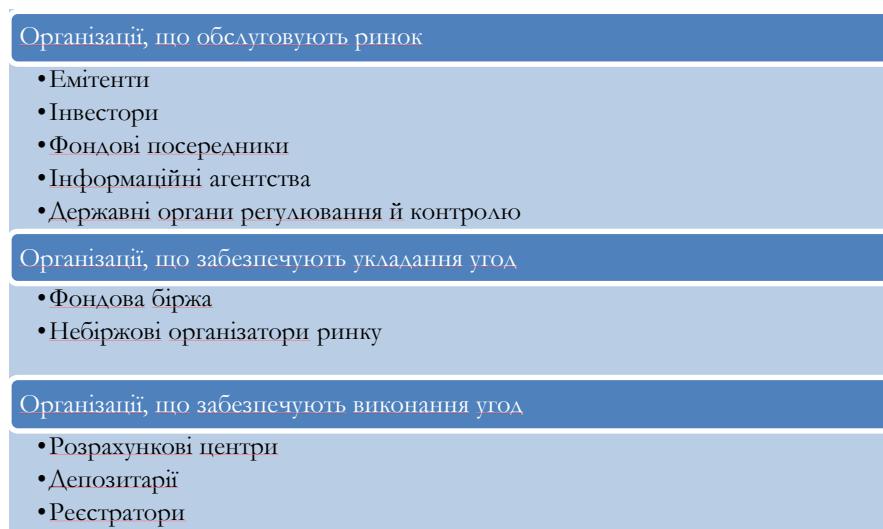 Організації, що обслуговують ринок
•Емітенти
•Інвестори
•Фондові посередники
•Інформаційні агентства
•Державні органи регулювання й контролю
Організації, що забезпечують укладання угод
•Фондова біржа
•Небіржові організатори ринку
Організації, що забезпечують виконання угод
•Розрахункові центри
•Депозитарії
•Реєстратори